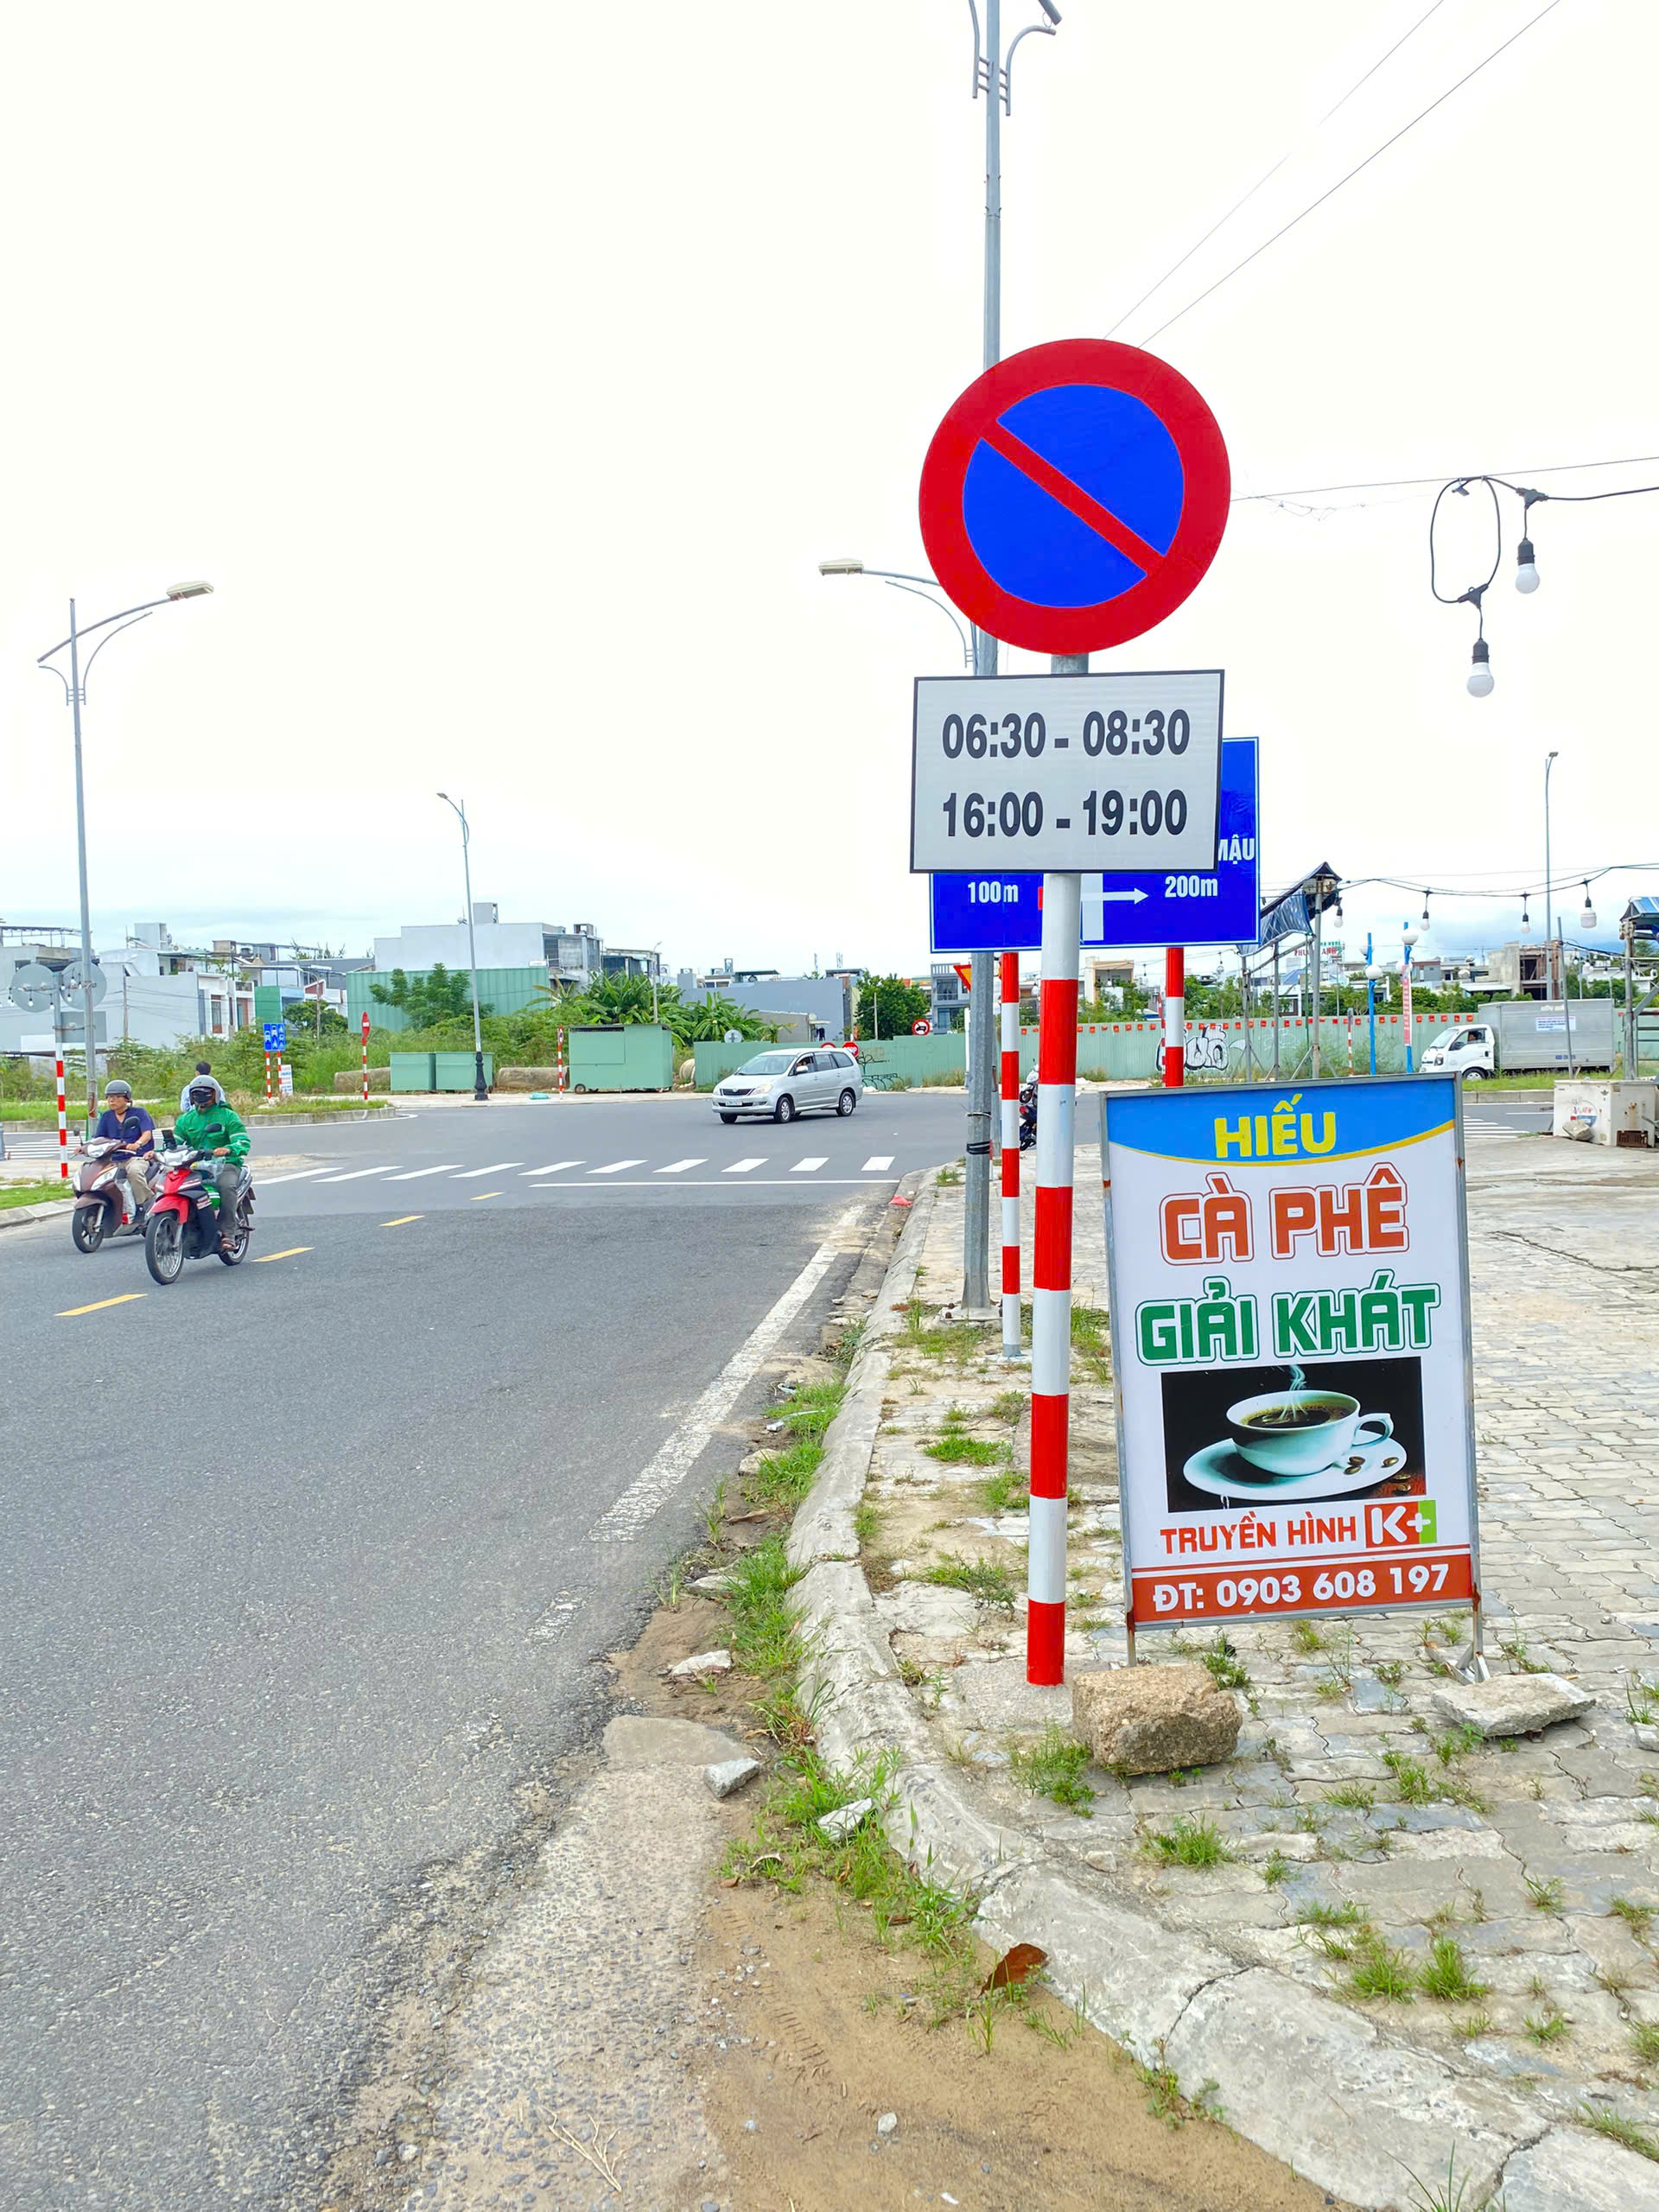 06:30 - 08:30
16:00 - 19:00
MẬU
100m
200m
HIẾU
CÀ PHÊ
GIẢI KHÁT
TRUYỀN HÌNH K+
ĐT: 0903 608 197